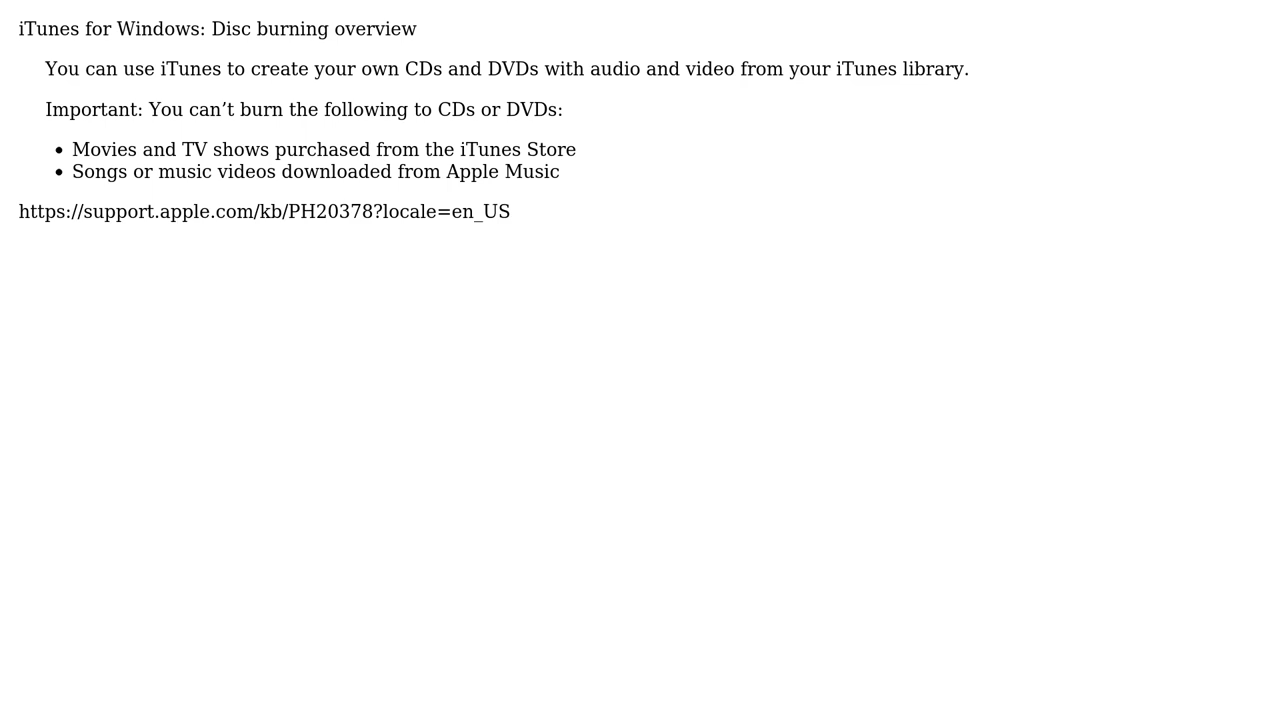 iTunes for Windows: Disc burning overview
You can use iTunes to create your own CDs and DVDs with audio and video from your iTunes library.
Important: You can’t burn the following to CDs or DVDs:
• Movies and TV shows purchased from the iTunes Store
• Songs or music videos downloaded from Apple Music
https://support.apple.com/kb/PH20378?locale=en_US